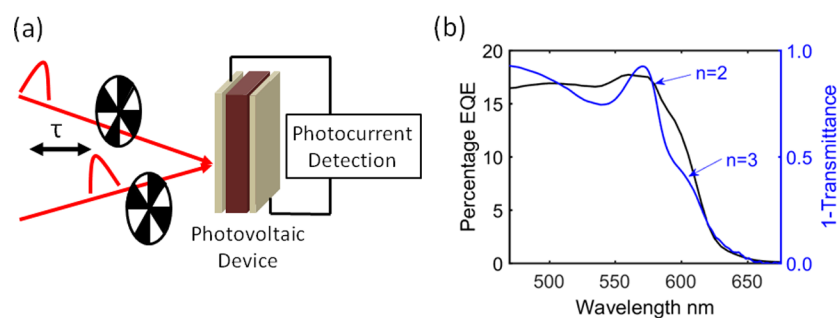 (a)
τ
Photocurrent
Detection
Photovoltaic
Device
(b)
20
15
10
5
0
Percentage EQE
n=2
n=3
1.0
0.5
0.0
1-Transmittance
500
550
600
650
Wavelength nm